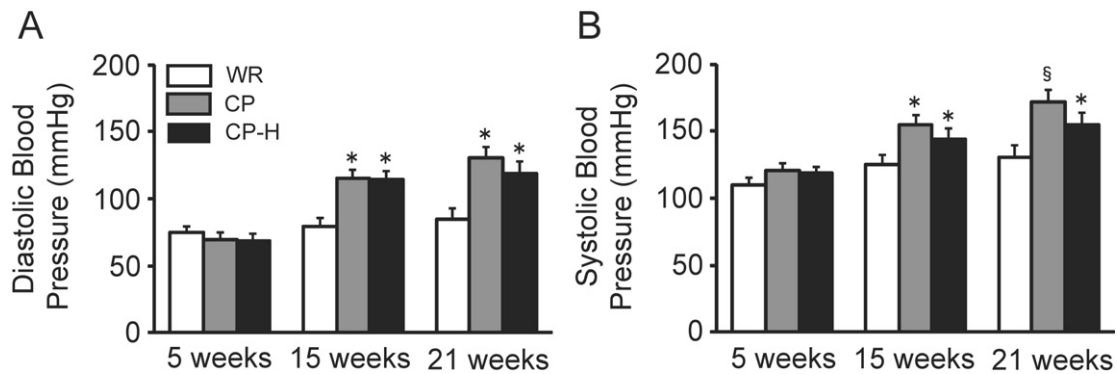 A
Diastolic Blood
Pressure (mmHg)
200
150
100
50
0
WR
CP
CP-H
*
*
*
*
5 weeks
15 weeks
21 weeks
B
Systolic Blood
Pressure (mmHg)
200
150
100
50
0
*
*
§
*
5 weeks
15 weeks
21 weeks